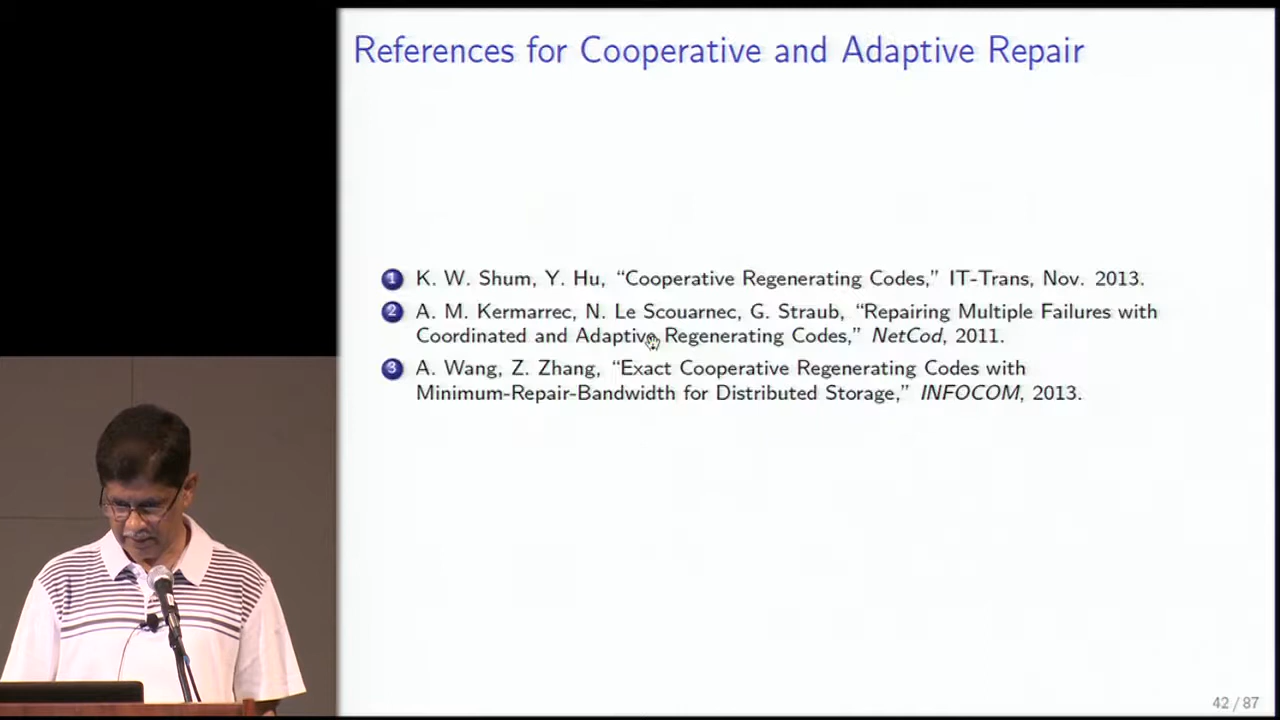 References for Cooperative and Adaptive Repair
1 K. W. Shum, Y. Hu, “Cooperative Regenerating Codes,” IT-Trans, Nov. 2013.
2 A. M. Kermarrec, N. Le Scouarnec, G. Straub, “Repairing Multiple Failures with
Coordinated and Adaptive Regenerating Codes,” NetCod, 2011.
3 A. Wang, Z. Zhang, “Exact Cooperative Regenerating Codes with
Minimum-Repair-Bandwidth for Distributed Storage,” INFOCOM, 2013.
42 / 87